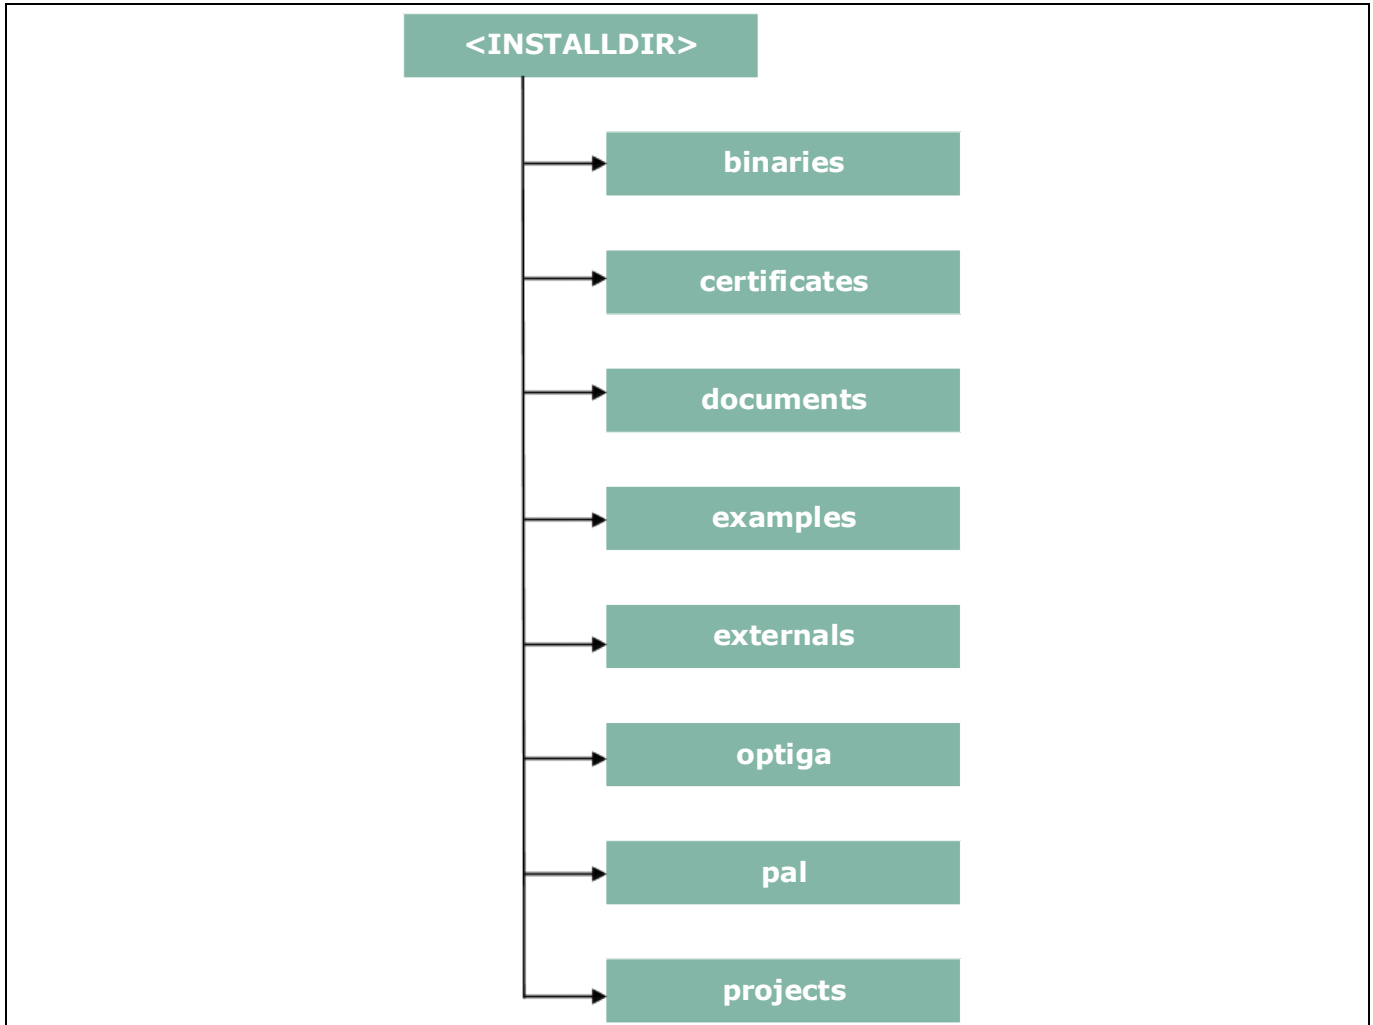 <INSTALLDIR>
binaries
certificates
documents
examples
externals
optiga
pal
projects